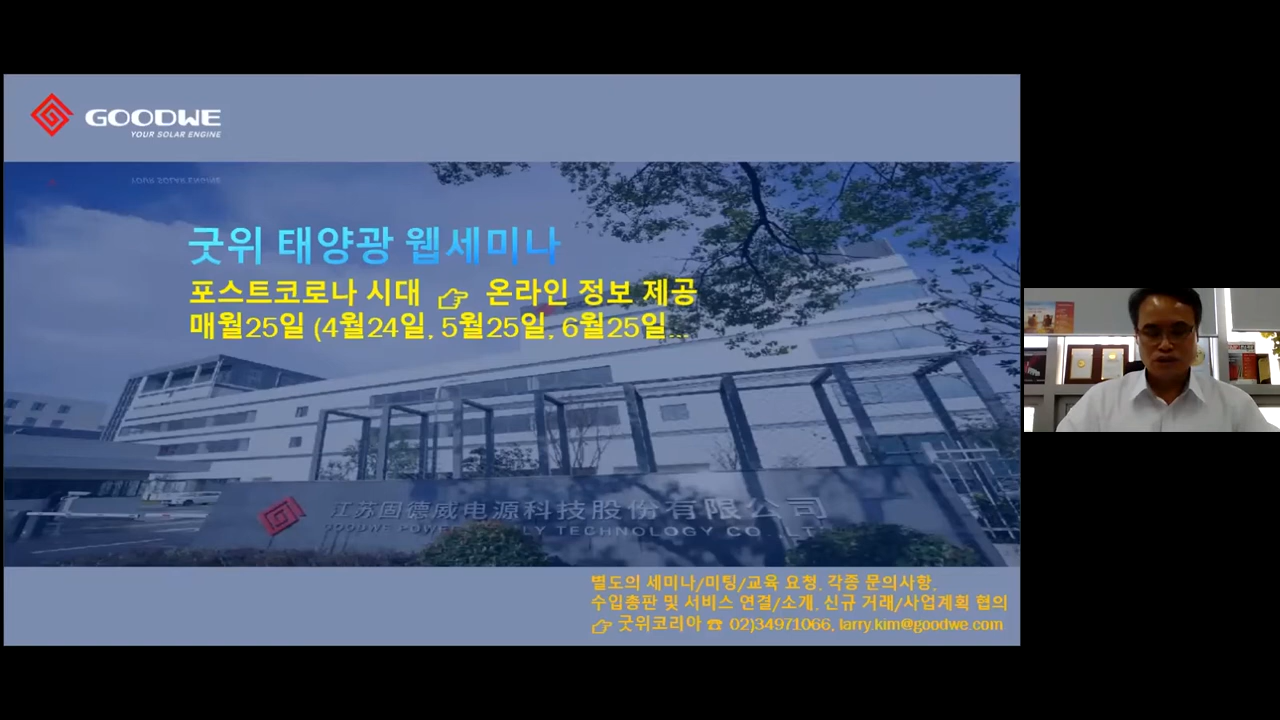 GOODWE
YOUR SOLAR ENGINE
굿위 태양광 웹세미나
포스트코로나 시대 👉 온라인 정보 제공
매월25일 (4월24일, 5월25일, 6월25일...
江苏固德威电源科技股份有限公司
GOODWE POWER LY TECHNOLOGY CO.,LT
별도의 세미나/미팅/교육 요청, 각종 문의사항,
수입총판 및 서비스 연결/소개, 신규 거래/사업계획 협의
👉 굿위코리아 ☎ 02)34971066, larry.kim@goodwe.com